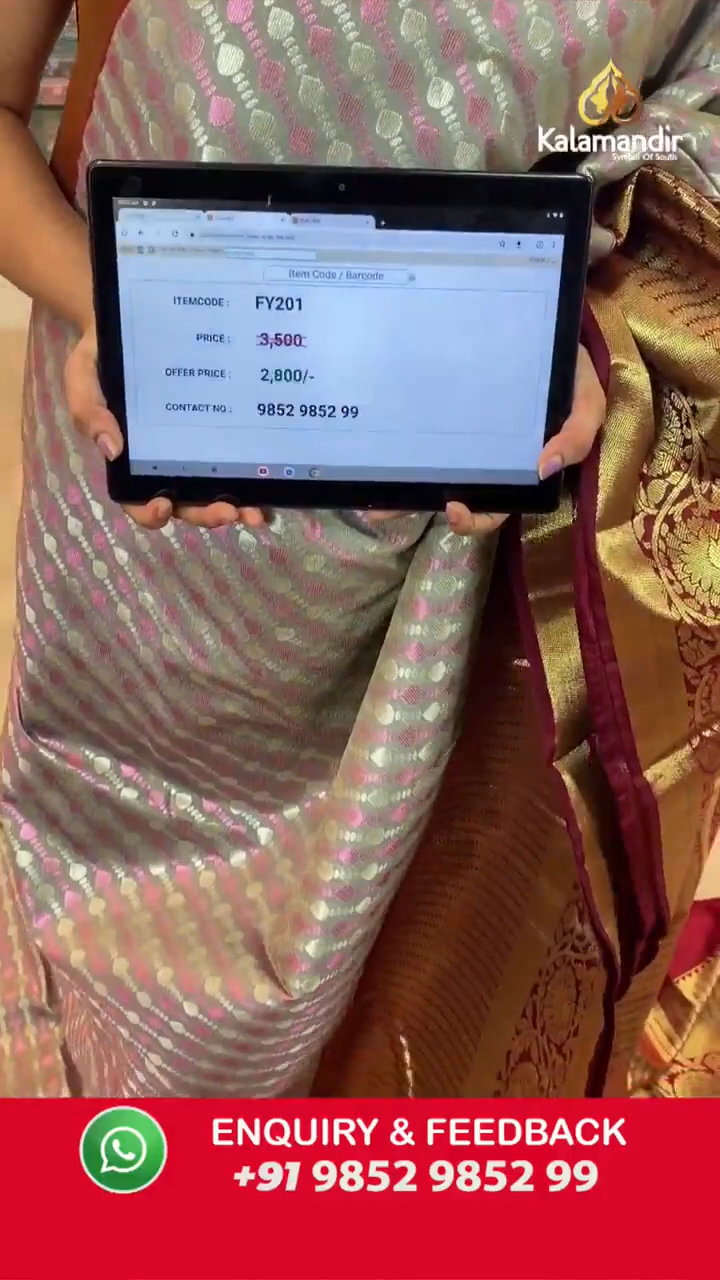 Kalamandir
Symbol Of South
Item Code / Barcode
ITEMCODE : FY201
PRICE : 3,500
OFFER PRICE : 2,800/-
CONTACT NO : 9852 9852 99
ENQUIRY & FEEDBACK
+91 9852 9852 99